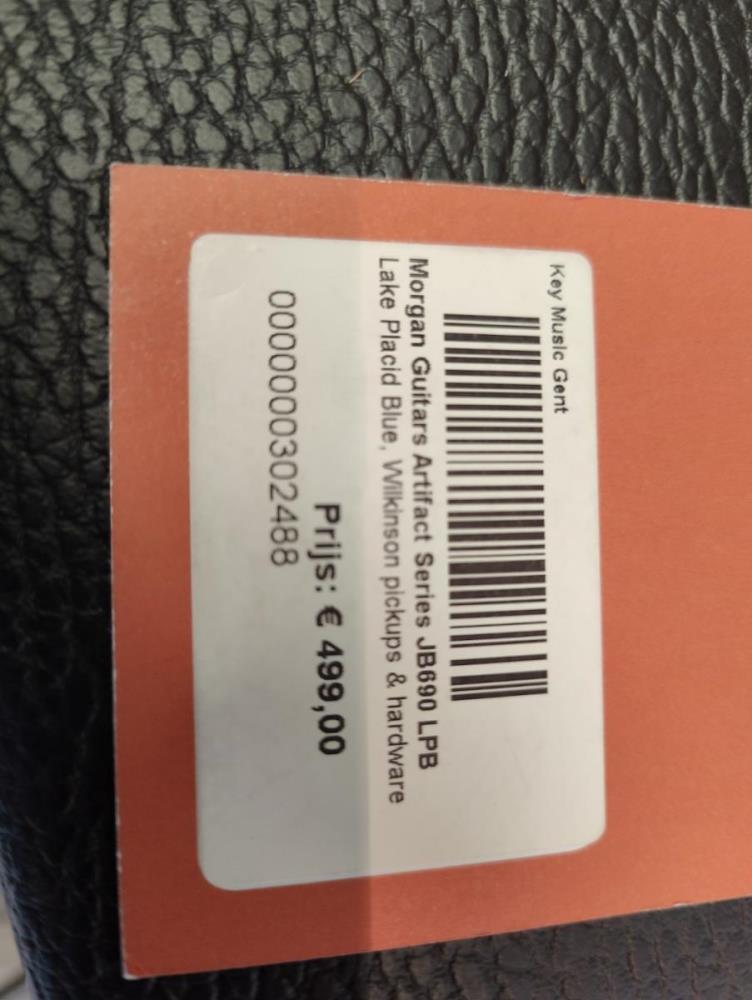 Key Music Gent
Morgan Guitars Artifact Series JB690 LPB
Lake Placid Blue, Wilkinson pickups & hardware
Prijs: € 499,00
0000000302488